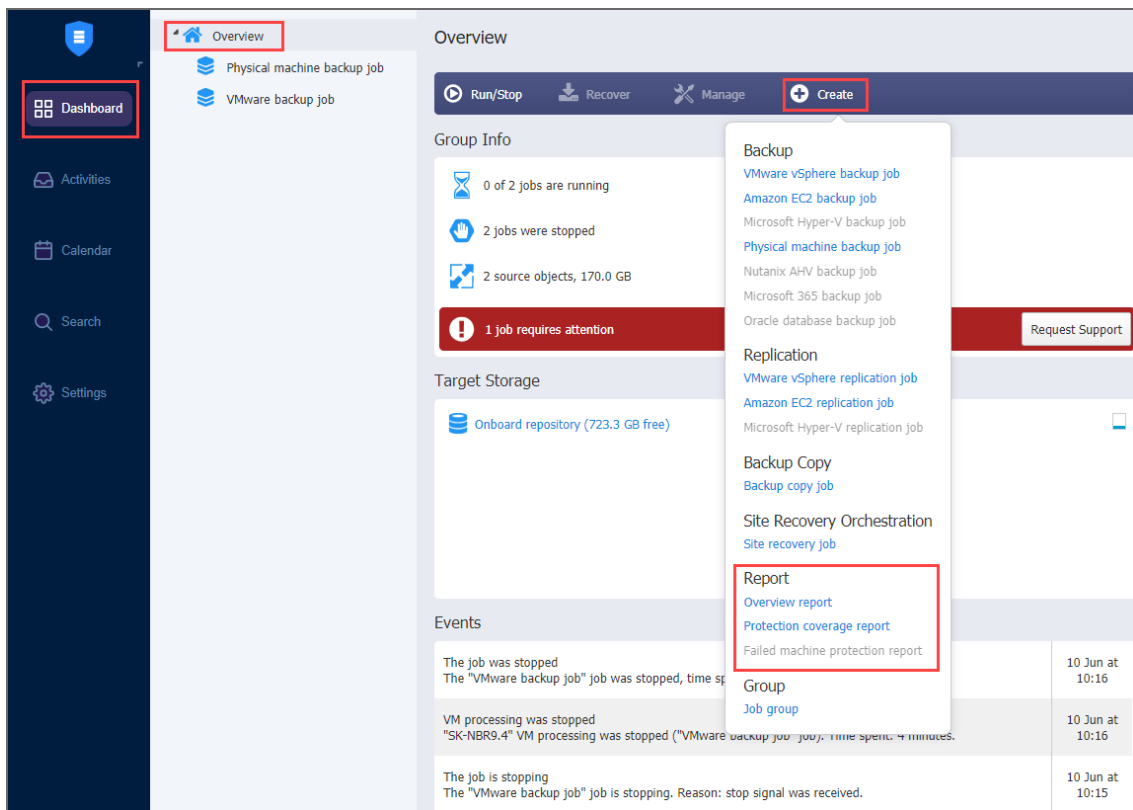 Dashboard
Activities
Calendar
Search
Settings
Overview
Physical machine backup job
VMware backup job
Overview
Run/Stop
Recover
Manage
Create
Group Info
0 of 2 jobs are running
2 jobs were stopped
2 source objects, 170.0 GB
1 job requires attention
Request Support
Target Storage
Onboard repository (723.3 GB free)
Backup
VMware vSphere backup job
Amazon EC2 backup job
Microsoft Hyper-V backup job
Physical machine backup job
Nutanix AHV backup job
Microsoft 365 backup job
Oracle database backup job
Replication
VMware vSphere replication job
Amazon EC2 replication job
Microsoft Hyper-V replication job
Backup Copy
Backup copy job
Site Recovery Orchestration
Site recovery job
Report
Overview report
Protection coverage report
Failed machine protection report
Group
Job group
Events
The job was stopped
The "VMware backup job" job was stopped, time
10 Jun at
10:16
VM processing was stopped
"SK-NBR9.4" VM processing was stopped ("VMware backup job" job). Time spent: 4 minutes.
10 Jun at
10:16
The job is stopping
The "VMware backup job" job is stopping. Reason: stop signal was received.
10 Jun at
10:15